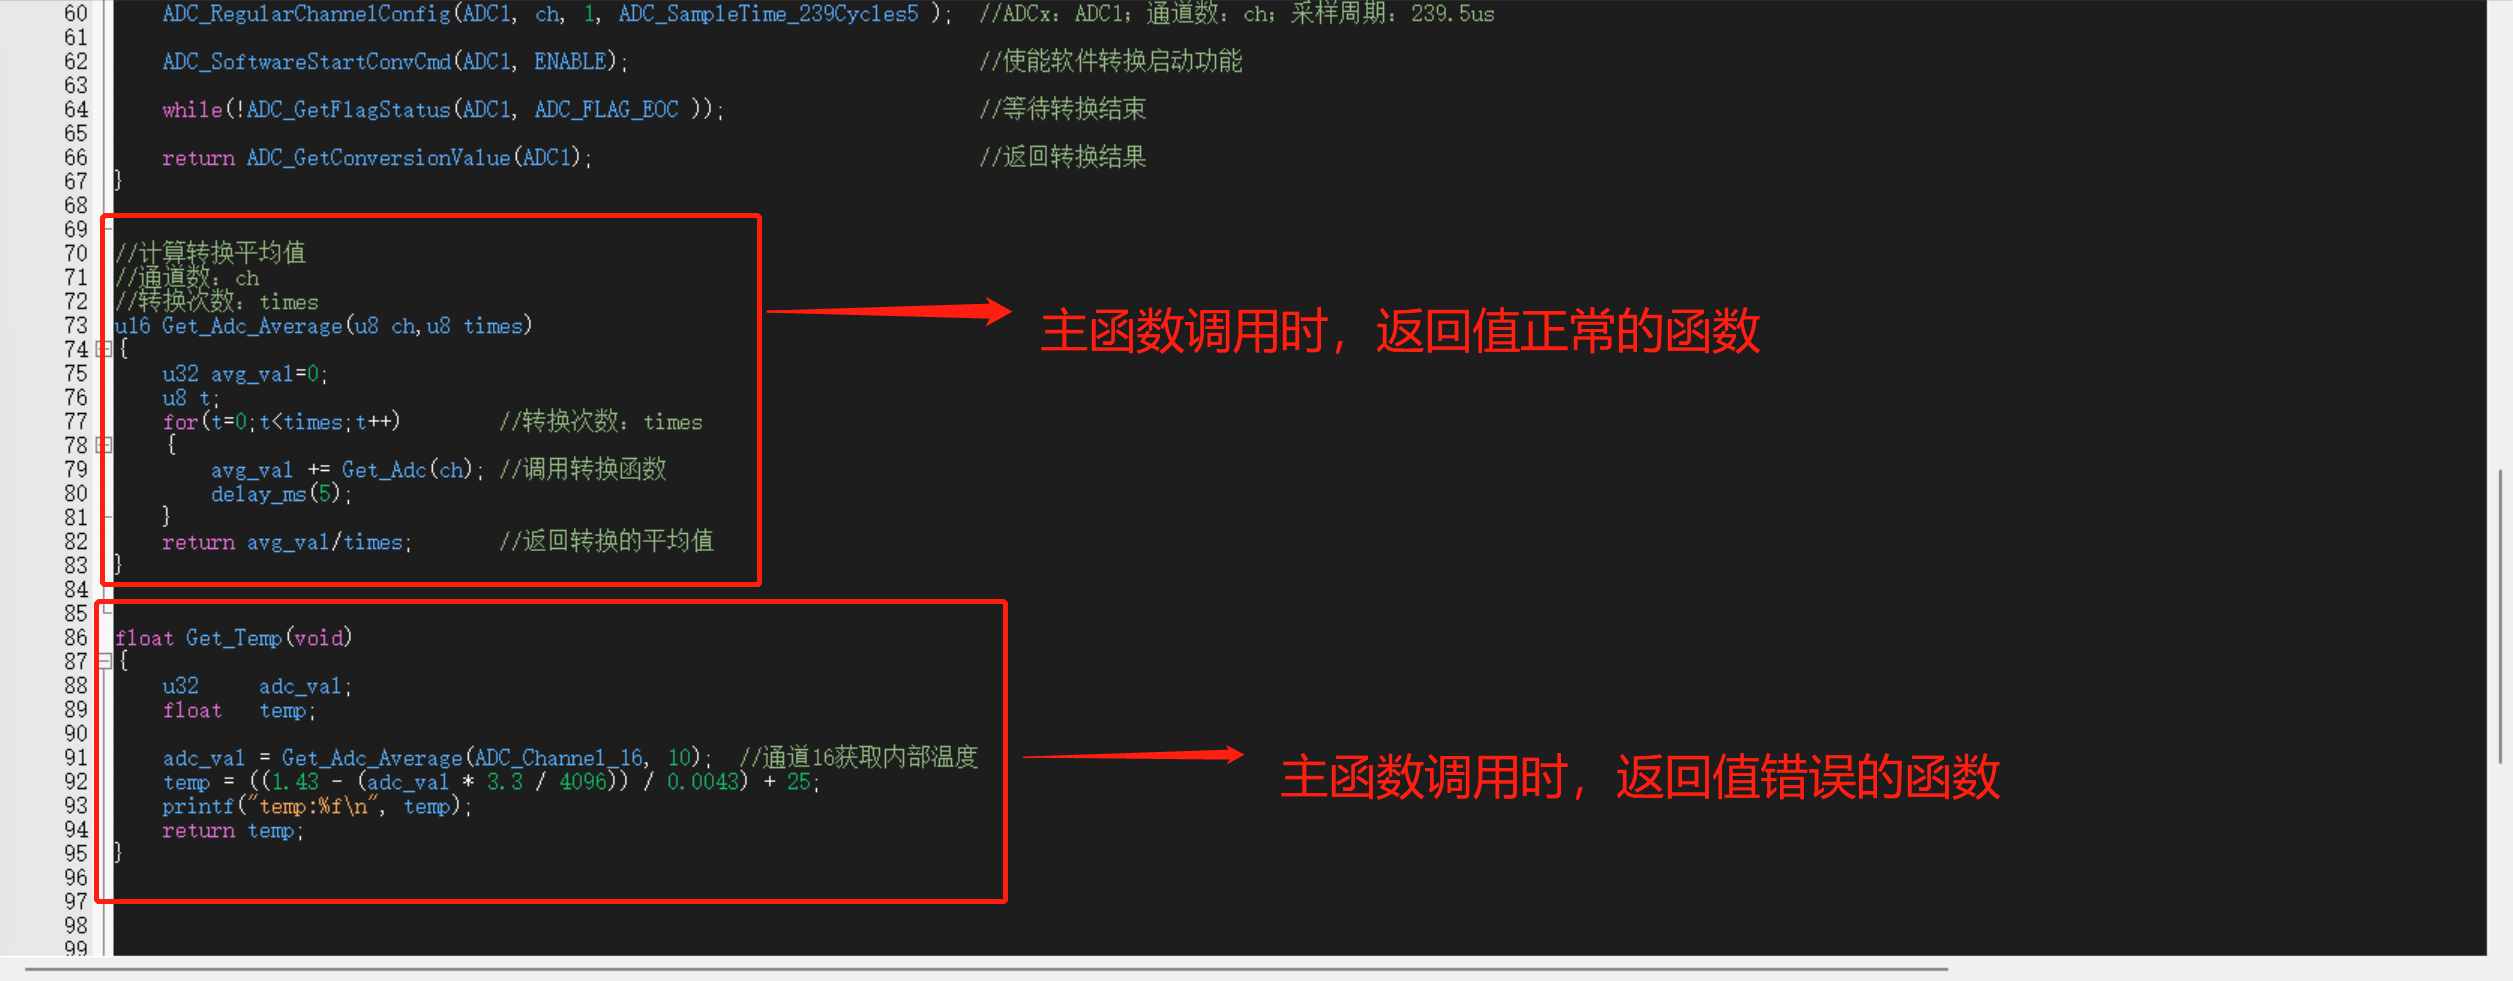 60 ADC_RegularChannelConfig(ADC1, ch, 1, ADC_SampleTime_239Cycles5 ); //ADCx: ADC1; 通道数: ch; 采样周期: 239.5us
61
62 ADC_SoftwareStartConvCmd(ADC1, ENABLE); //使能软件转换启动功能
63
64 while(!ADC_GetFlagStatus(ADC1, ADC_FLAG_EOC )); //等待转换结束
65
66 return ADC_GetConversionValue(ADC1); //返回转换结果
67 }
68
69
70 //计算转换平均值
71 //通道数: ch
72 //转换次数: times
73 u16 Get_Adc_Average(u8 ch,u8 times)
主函数调用时，返回值正常的函数
74 {
75 u32 avg_val=0;
76 u8 t;
77 for(t=0;t<times;t++) //转换次数: times
78 {
79 avg_val += Get_Adc(ch); //调用转换函数
80 delay_ms(5);
81 }
82 return avg_val/times; //返回转换的平均值
83 }
84
85
86 float Get_Temp(void)
87 {
88 u32 adc_val;
89 float temp;
90
91 adc_val = Get_Adc_Average(ADC_Channel_16, 10); //通道16获取内部温度
主函数调用时，返回值错误的函数
92 temp = ((1.43 - (adc_val * 3.3 / 4096)) / 0.0043) + 25;
93 printf("temp:%f\n", temp);
94 return temp;
95 }
96
97
98
99